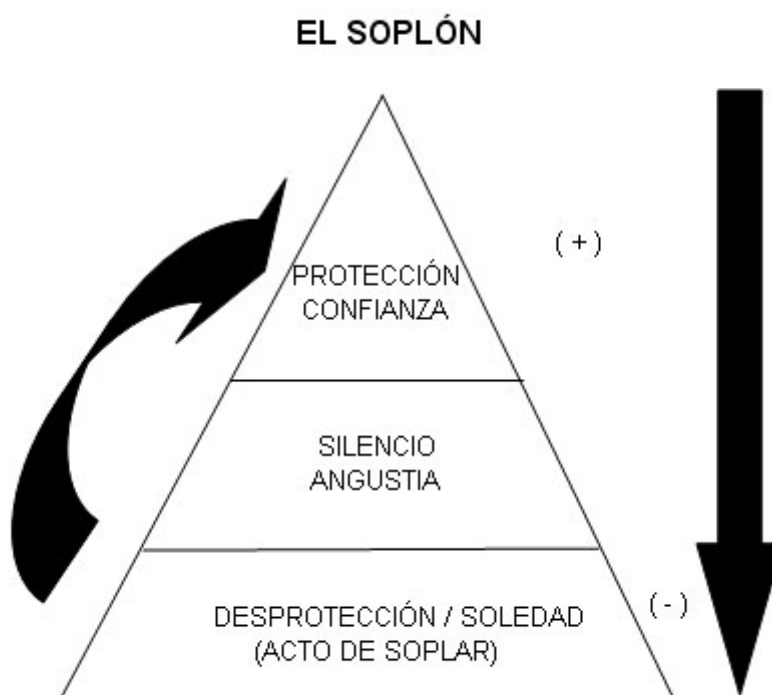 EL SOPLÓN
( + )
PROTECCIÓN
CONFIANZA
SILENCIO
ANGUSTIA
DESPROTECCIÓN / SOLEDAD
( - )
(ACTO DE SOPLAR)